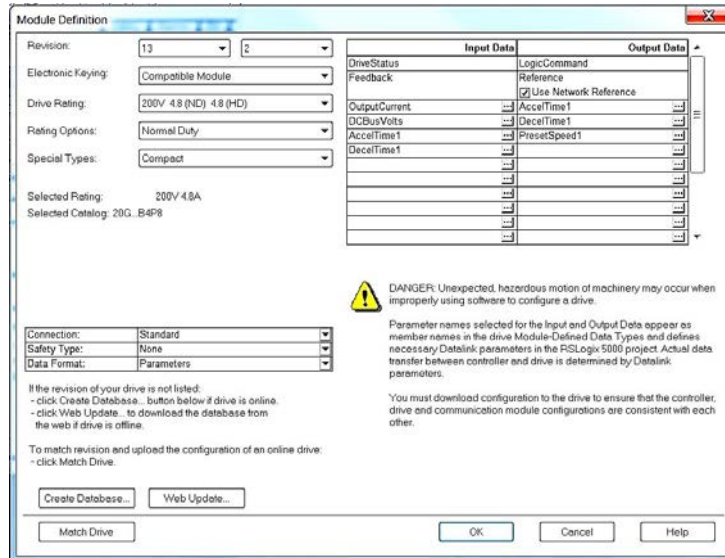 Module Definition
Revision: 13 2
Electronic Keying: Compatible Module
Drive Rating: 200V 4.8 (ND) 4.8 (HD)
Rating Options: Normal Duty
Special Types: Compact
Selected Rating: 200V 4.8A
Selected Catalog: 20G...B4P8
Input Data Output Data
DriveStatus LogicCommand
Feedback Reference
Use Network Reference
OutputCurrent ... AccelTime1 ...
DCBusVolts ... DecelTime1 ...
AccelTime1 ... PresetSpeed1 ...
DecelTime1 ... ...
... ...
... ...
... ...
... ...
... ...
... ...
DANGER: Unexpected, hazardous motion of machinery may occur when
improperly using software to configure a drive.
Parameter names selected for the Input and Output Data appear as
member names in the drive Module-Defined Data Types and defines
necessary Datalink parameters in the RSLogix 5000 project. Actual data
transfer between controller and drive is determined by Datalink
parameters.
You must download configuration to the drive to ensure that the controller,
drive and communication module configurations are consistent with each
other.
Connection: Standard
Safety Type: None
Data Format: Parameters
If the revision of your drive is not listed:
- click Create Database... button below if drive is online.
- click Web Update... to download the database from
the web if drive is offline.
To match revision and upload the configuration of an online drive:
- click Match Drive.
Create Database... Web Update...
Match Drive OK Cancel Help